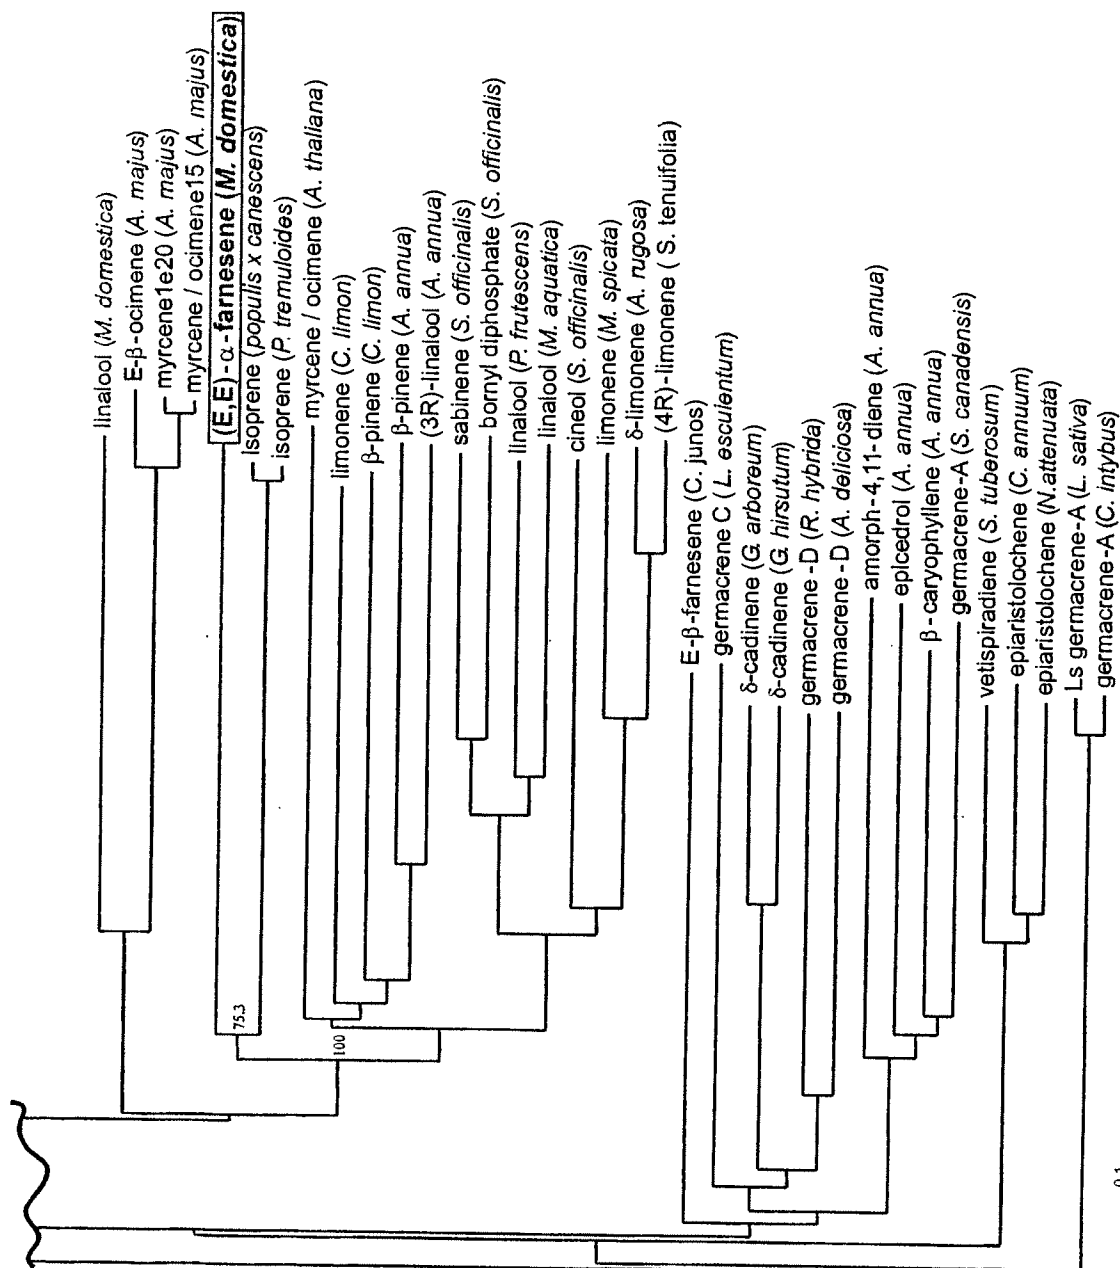 linalool (M. domestica)
E-β-ocimene (A. majus)
myrcene1e20 (A. majus)
myrcene / ocimene15 (A. majus)
(E,E)-α-farnesene (M. domestica)
Isoprene (populis x canescens)
isoprene (P. tremuloides)
myrcene / ocimene (A. thaliana)
limonene (C. limon)
β-pinene (C. limon)
β-pinene (A. annua)
(3R)-linalool (A. annua)
sabinene (S. officinalis)
bornyl diphosphate (S. officinalis)
linalool (P. frutescens)
linalool (M. aquatica)
cineol (S. officinalis)
limonene (M. spicata)
δ-limonene (A. rugosa)
(4R)-limonene ( S. tenuifolia)
E-β-farnesene (C. junos)
germacrene C ( L. esculentum)
δ-cadinene (G. arboreum)
δ-cadinene (G. hirsutum)
germacrene -D (R. hybrida)
germacrene - D (A. deliciosa)
amorph-4,11-diene (A. annua)
epicedrol (A. annua)
β-caryophyllene (A. annua)
germacrene-A (S. canadensis)
vetispiradiene (S. tuberosum)
epiaristolochene (C. annuum)
epiaristolochene (N.attenuata)
Ls germacrene-A (L. sativa)
germacrene-A (C. intybus)
75.3
100
0.1